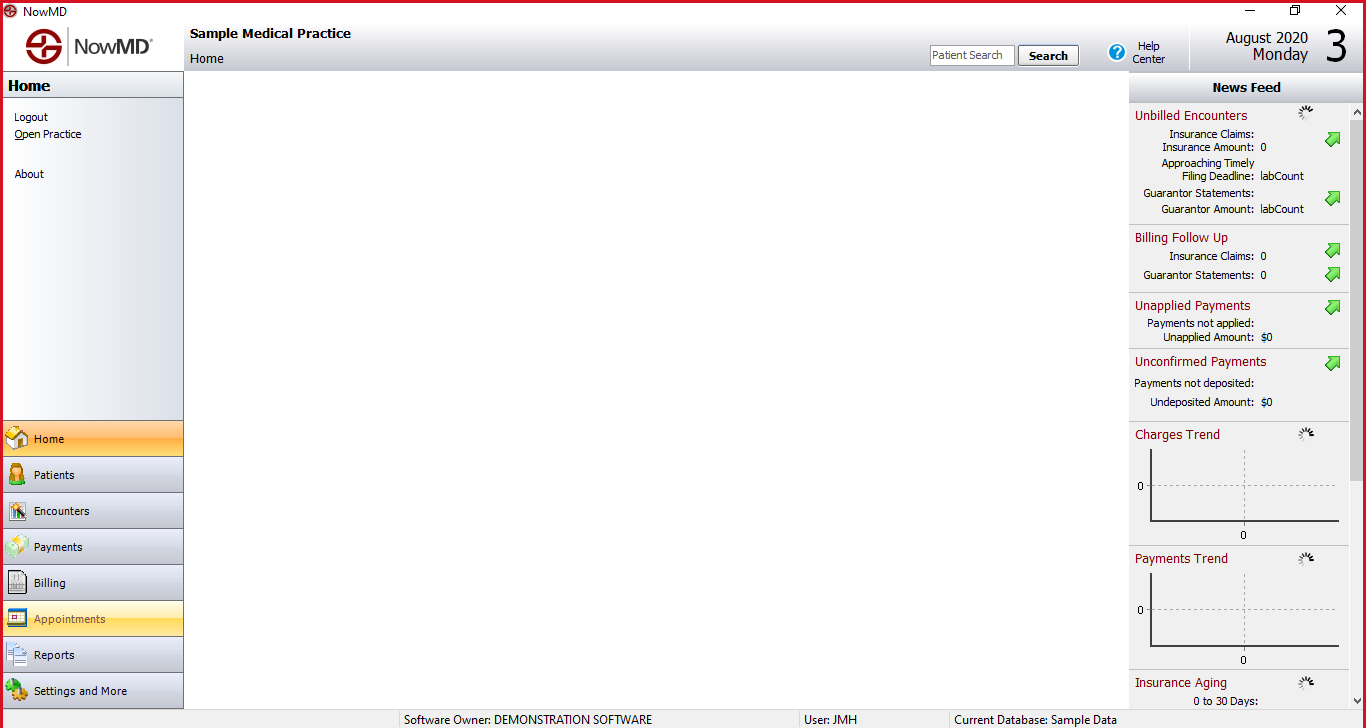 NowMD
NowMD®
Sample Medical Practice
Home
Patient Search
Search
Help
Center
August 2020
Monday
3
Home
Logout
Open Practice
About
Home
Patients
Encounters
Payments
Billing
Appointments
Reports
Settings and More
News Feed
Unbilled Encounters
Insurance Claims:
Insurance Amount: 0
Approaching Timely
Filing Deadline: labCount
Guarantor Statements:
Guarantor Amount: labCount
Billing Follow Up
Insurance Claims: 0
Guarantor Statements: 0
Unapplied Payments
Payments not applied:
Unapplied Amount: $0
Unconfirmed Payments
Payments not deposited:
Undeposited Amount: $0
Charges Trend
0
0
Payments Trend
0
0
Insurance Aging
0 to 30 Days:
Software Owner: DEMONSTRATION SOFTWARE
User: JMH
Current Database: Sample Data